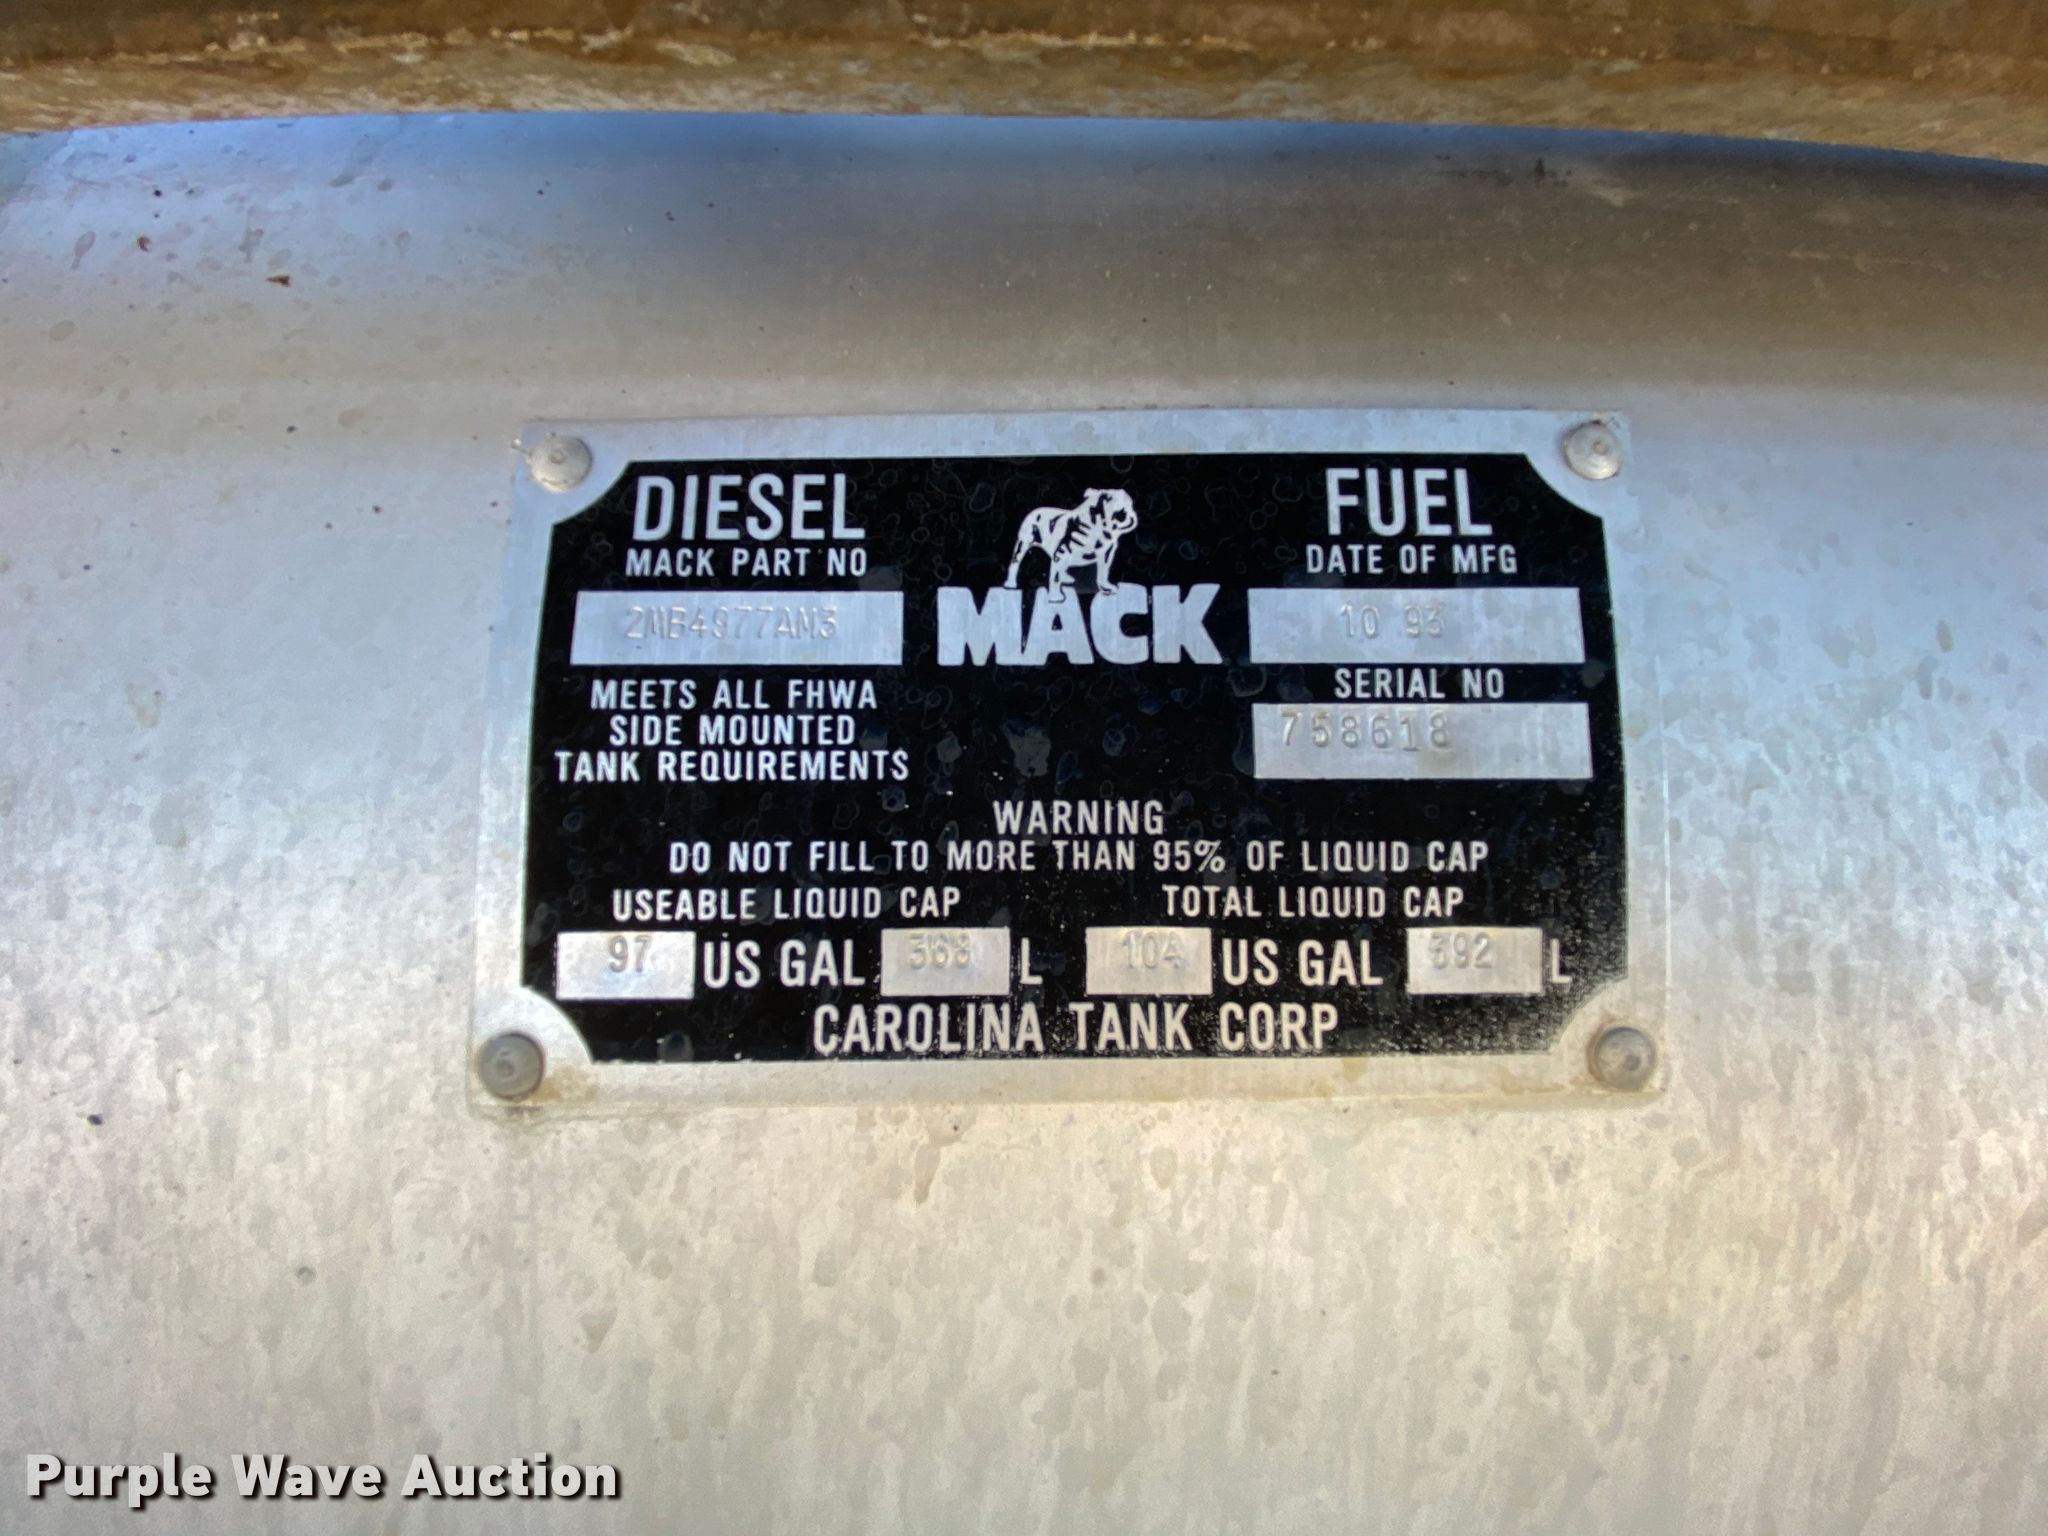 DIESEL
MACK PART NO
2MB4977AM3
MEETS ALL FHWA
SIDE MOUNTED
TANK REQUIREMENTS
MACK
FUEL
DATE OF MFG
10 93
SERIAL NO
758618
WARNING
DO NOT FILL TO MORE THAN 95% OF LIQUID CAP
USEABLE LIQUID CAP TOTAL LIQUID CAP
97 US GAL 368 L 104 US GAL 392 L
CAROLINA TANK CORP
Purple Wave Auction